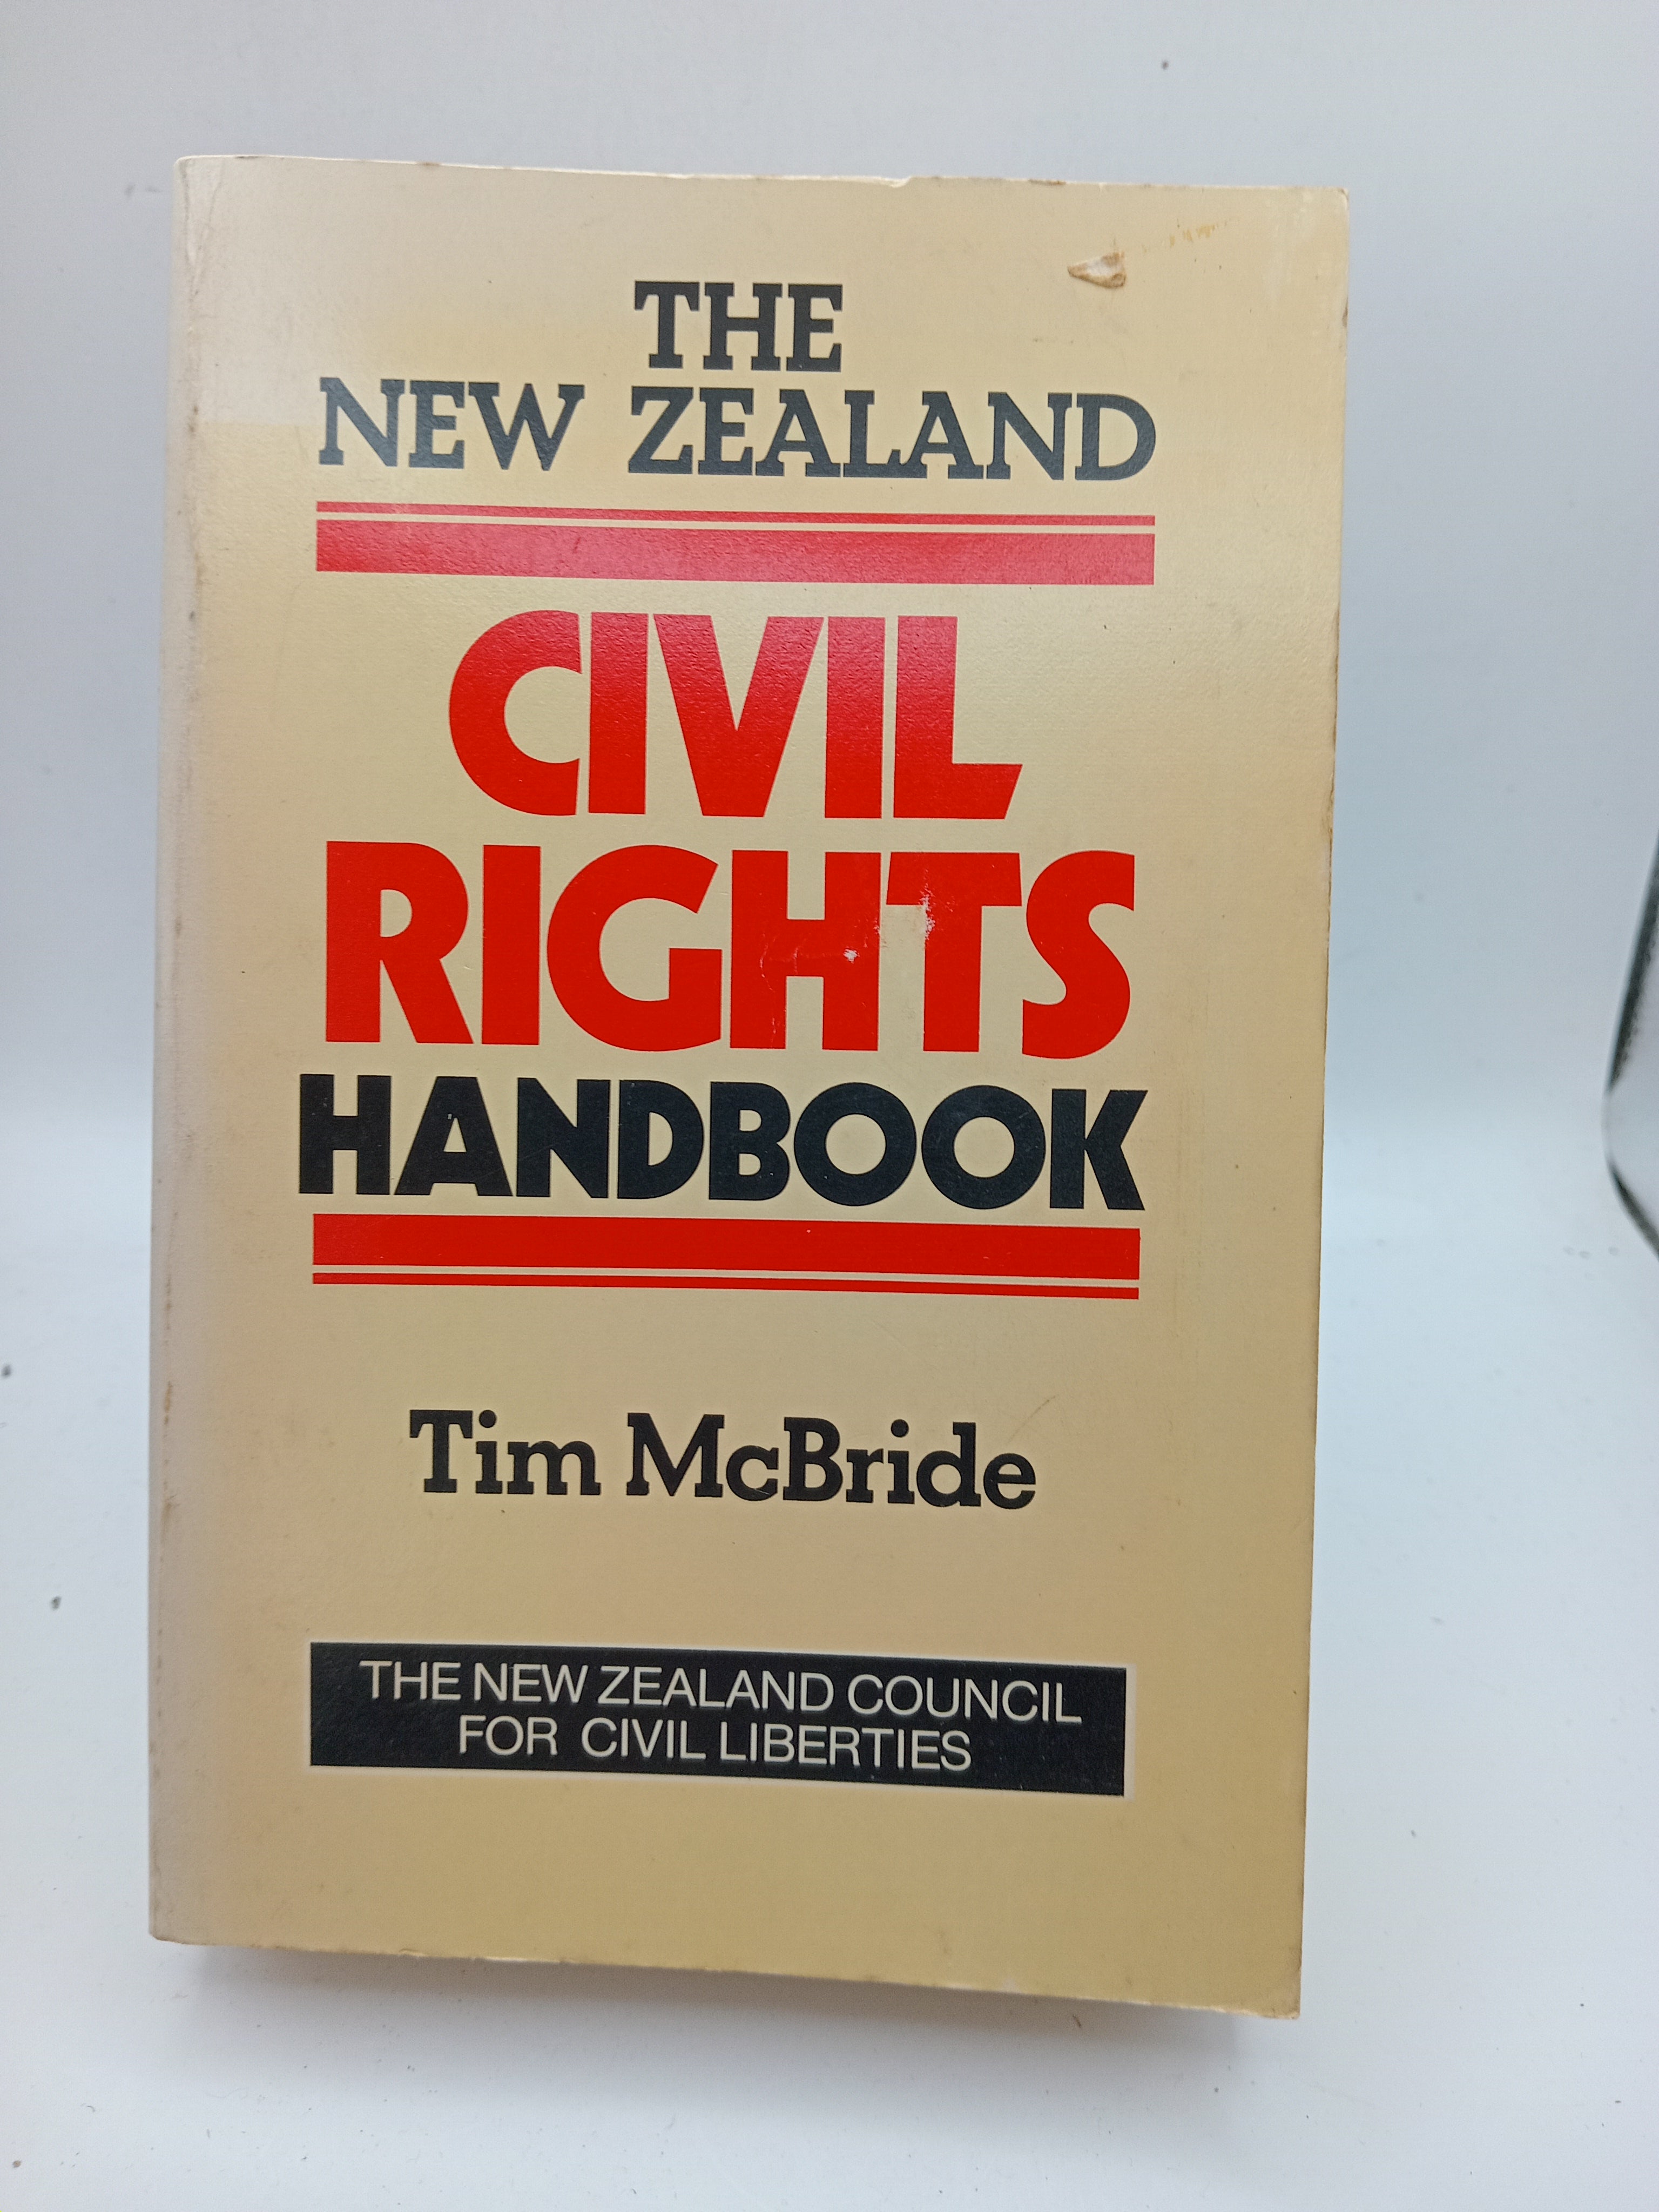 THE
NEW ZEALAND
CIVIL
RIGHTS
HANDBOOK
Tim McBride
THE NEW ZEALAND COUNCIL
FOR CIVIL LIBERTIES